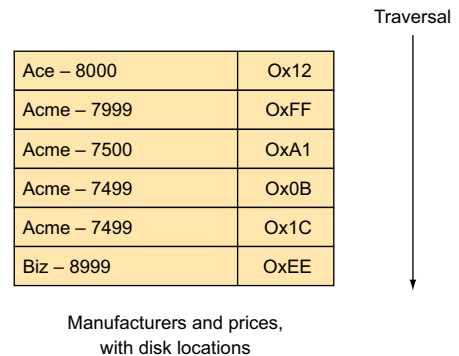 Traversal
Ace – 8000 Ox12
Acme – 7999 OxFF
Acme – 7500 OxA1
Acme – 7499 Ox0B
Acme – 7499 Ox1C
Biz – 8999 OxEE
Manufacturers and prices,
with disk locations